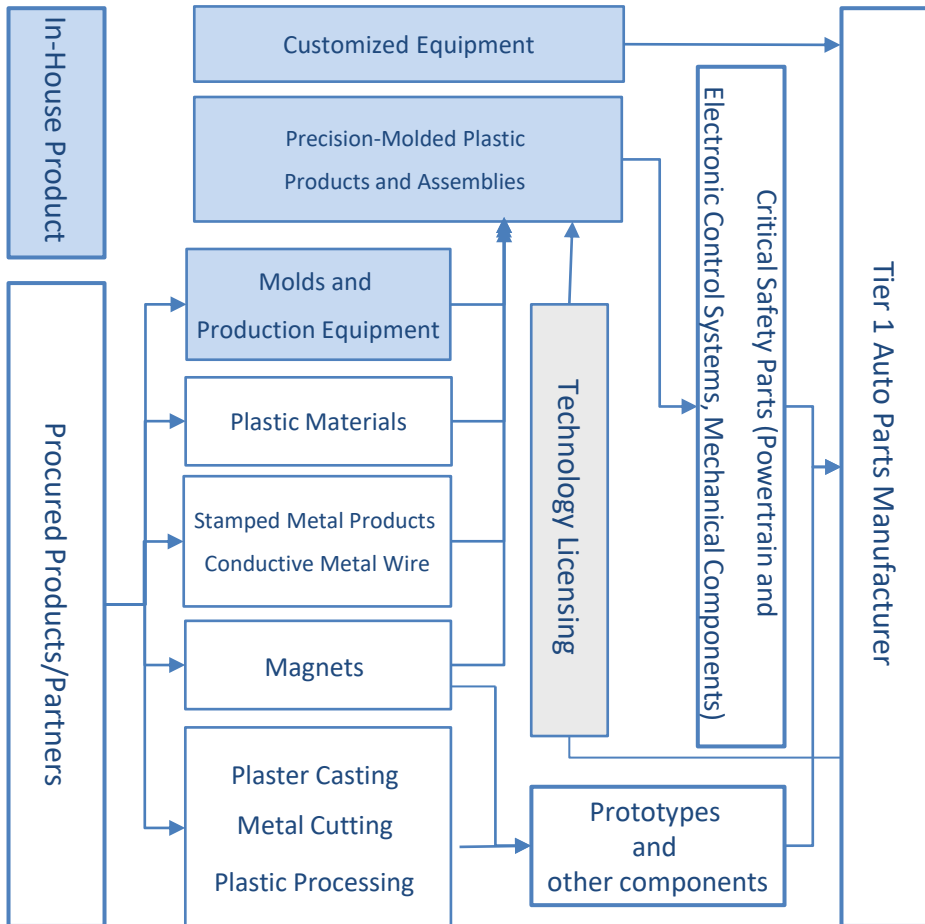 In-House Product
Customized Equipment
Precision-Molded Plastic
Products and Assemblies
Molds and
Production Equipment
Procured Products/Partners
Plastic Materials
Stamped Metal Products
Conductive Metal Wire
Magnets
Plaster Casting
Metal Cutting
Plastic Processing
Technology Licensing
Prototypes
and
other components
Critical Safety Parts (Powertrain and
Electronic Control Systems, Mechanical Components)
Tier 1 Auto Parts Manufacturer